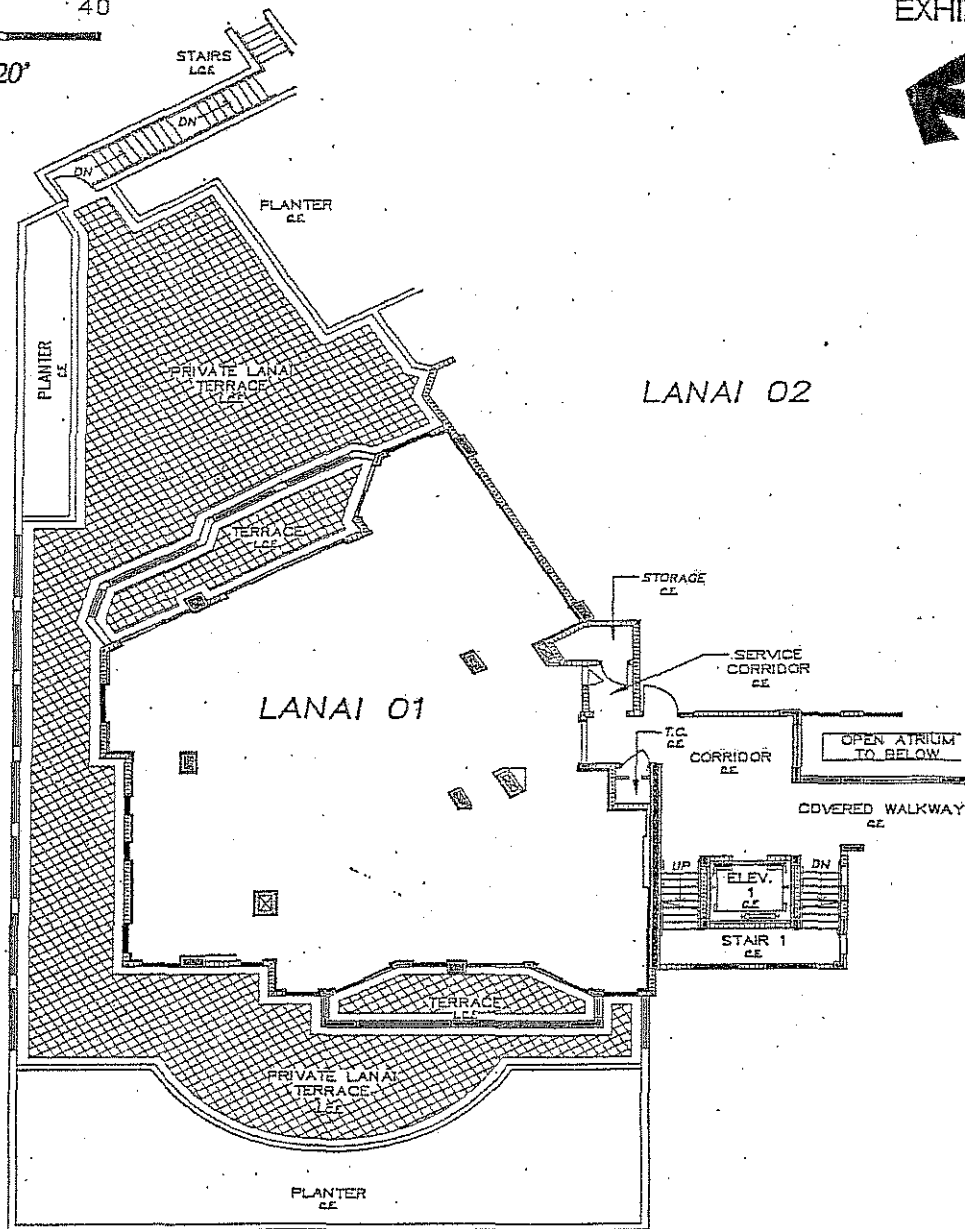 40
EXHI
20'
STAIRS
L.C.E.
DN
DN
PLANTER
C.E.
PLANTER
C.E.
PRIVATE LANAI
TERRACE
L.C.E.
LANAI 02
TERRACE
L.C.E.
STORAGE
C.E.
SERVICE
CORRIDOR
C.E.
LANAI 01
T.C.
C.E.
CORRIDOR
C.E.
OPEN ATRIUM
TO BELOW
COVERED WALKWAY
C.E.
UP
ELEV.
1
C.E.
DN
STAIR 1
C.E.
TERRACE
L.C.E.
PRIVATE LANAI
TERRACE
L.C.E.
PLANTER
C.E.